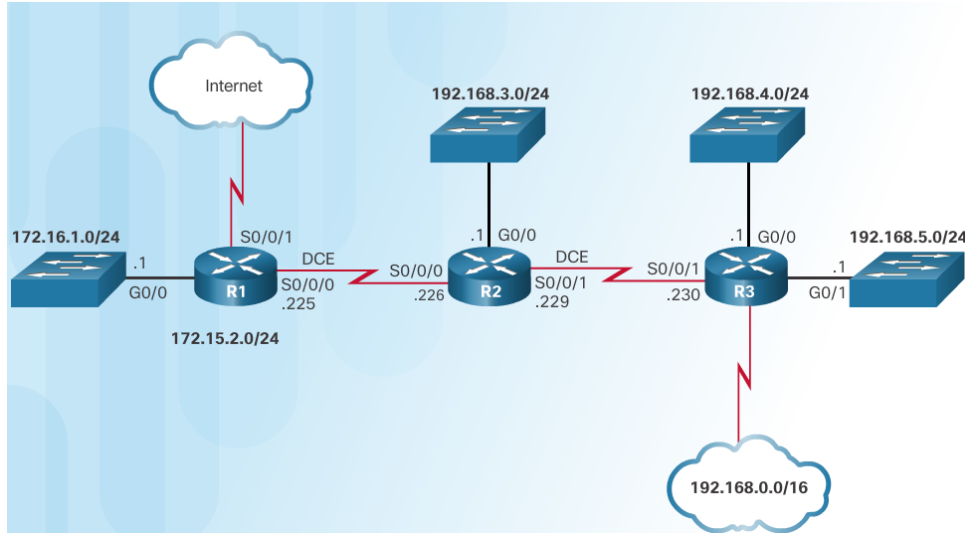 Internet
192.168.3.0/24
192.168.4.0/24
172.16.1.0/24
S0/0/1
.1
G0/0
R1
DCE
S0/0/0
.225
172.15.2.0/24
.1
G0/0
S0/0/0
.226
R2
DCE
S0/0/1
.229
.1
G0/0
S0/0/1
.230
R3
192.168.5.0/24
.1
G0/1
192.168.0.0/16